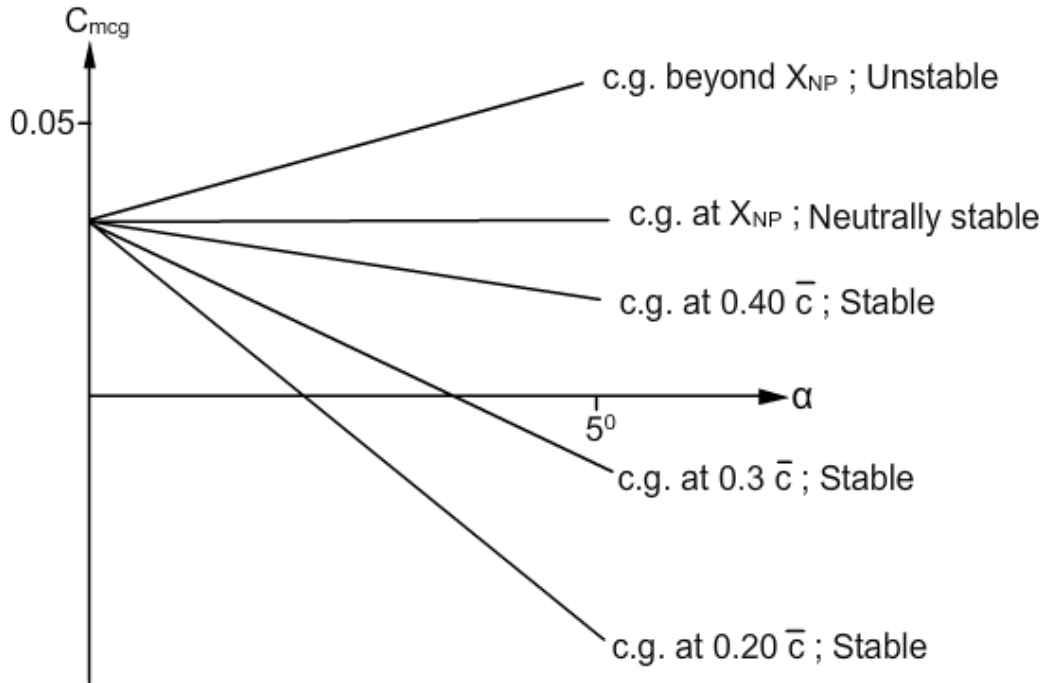 Cmcg
c.g. beyond XNP ; Unstable
0.05
c.g. at XNP ; Neutrally stable
c.g. at 0.40 c̅ ; Stable
α
5⁰
c.g. at 0.3 c̅ ; Stable
c.g. at 0.20 c̅ ; Stable